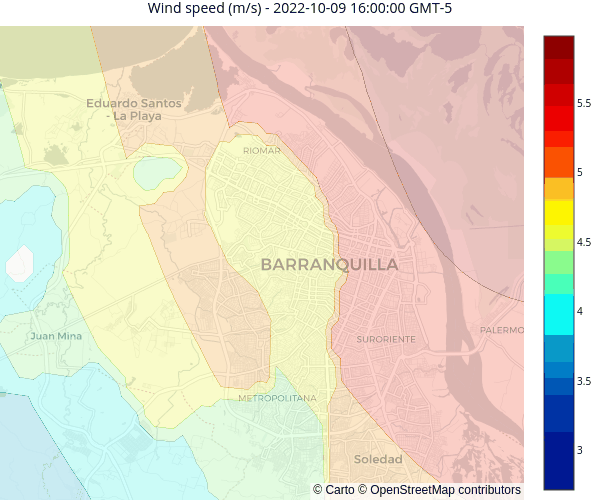 Wind speed (m/s) - 2022-10-09 16:00:00 GMT-5
5.5
Eduardo Santos
- La Playa
RIOMAR
5
4.5
BARRANQUILLA
4
PALERMO
Juan Mina
SURORIENTE
3.5
METROPOLITANA
3
Soledad
© Carto © OpenStreetMap contributors